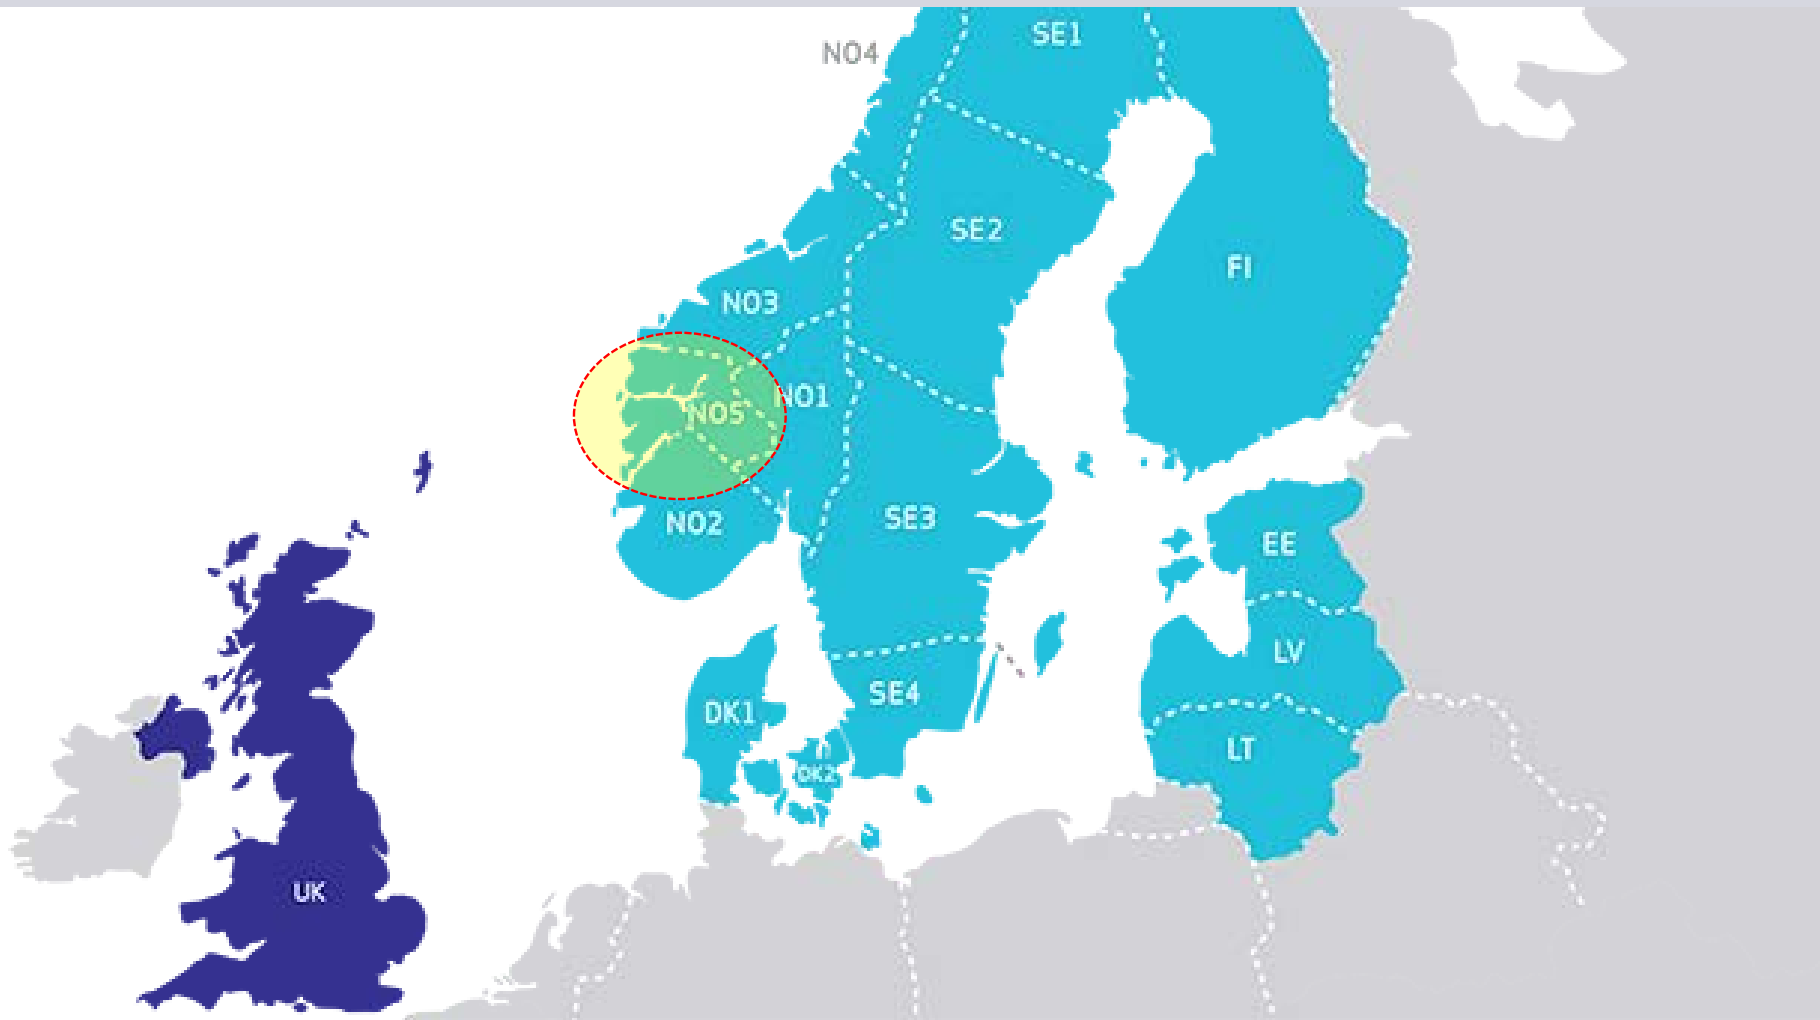 SE1
NO4
SE2
FI
NO3
NO1
NO5
NO2
SE3
EE
LV
SE4
DK1
LT
DK2
UK